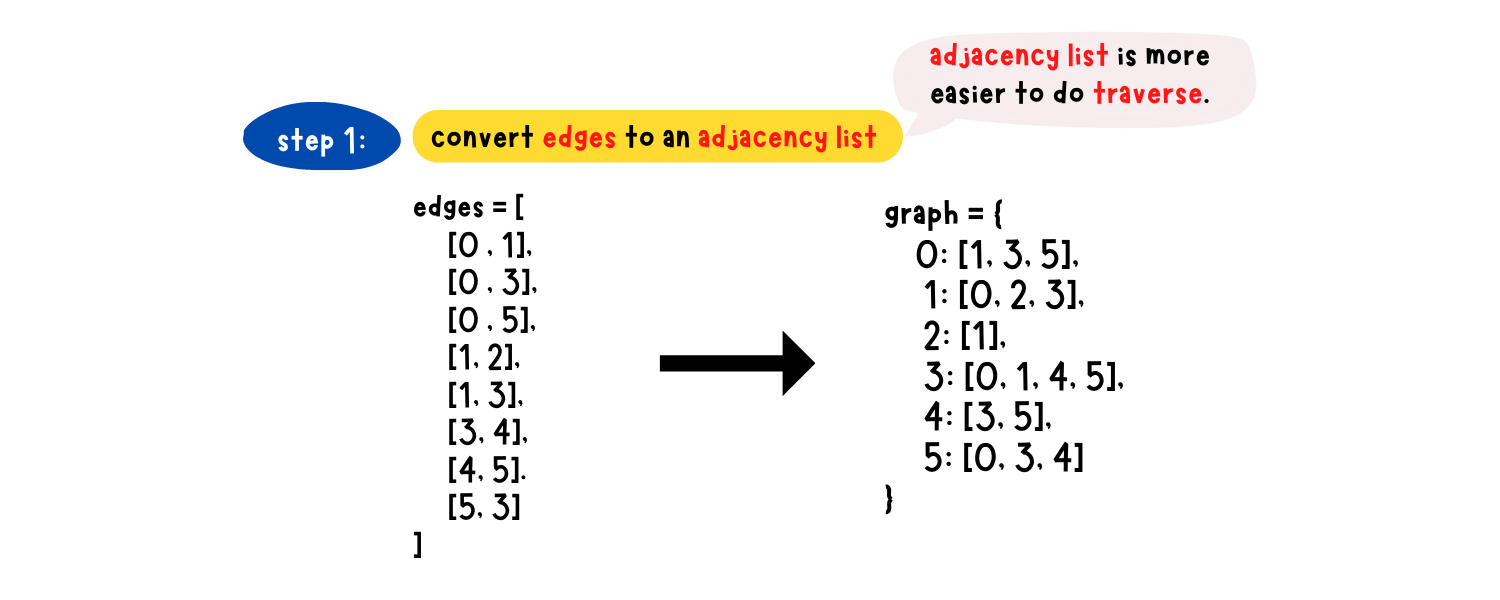 adjacency list is more
easier to do traverse.
step 1:
convert edges to an adjacency list
edges = [
[0 , 1],
[0 , 3],
[0 , 5],
[1, 2],
[1, 3],
[3, 4],
[4, 5].
[5, 3]
]
graph = {
0: [1, 3, 5],
1: [0, 2, 3],
2: [1],
3: [0, 1, 4, 5],
4: [3, 5],
5: [0, 3, 4]
}